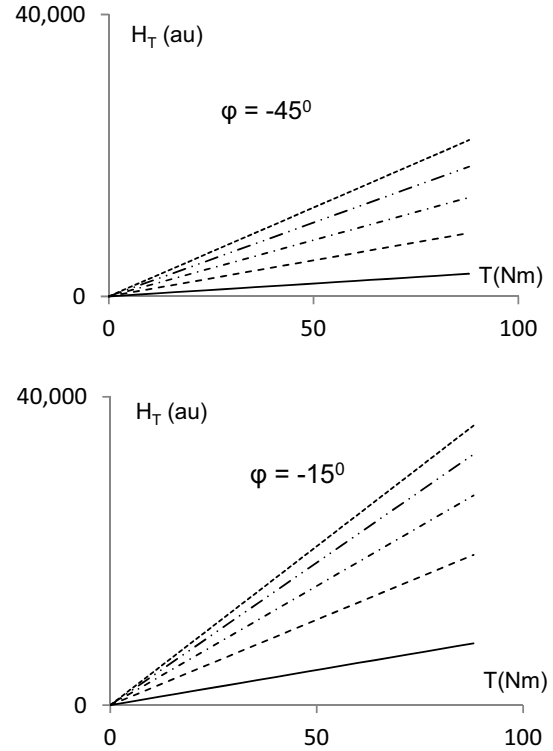 40,000
H_T (au)
φ = -45⁰
0
T(Nm)
0 50 100
40,000
H_T (au)
φ = -15⁰
0
T(Nm)
0 50 100